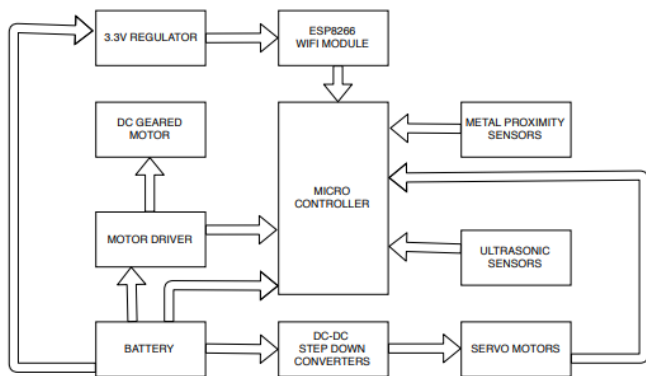 3.3V REGULATOR
ESP8266
WIFI MODULE
DC GEARED
MOTOR
METAL PROXIMITY
SENSORS
MICRO
CONTROLLER
MOTOR DRIVER
ULTRASONIC
SENSORS
BATTERY
DC-DC
STEP DOWN
CONVERTERS
SERVO MOTORS